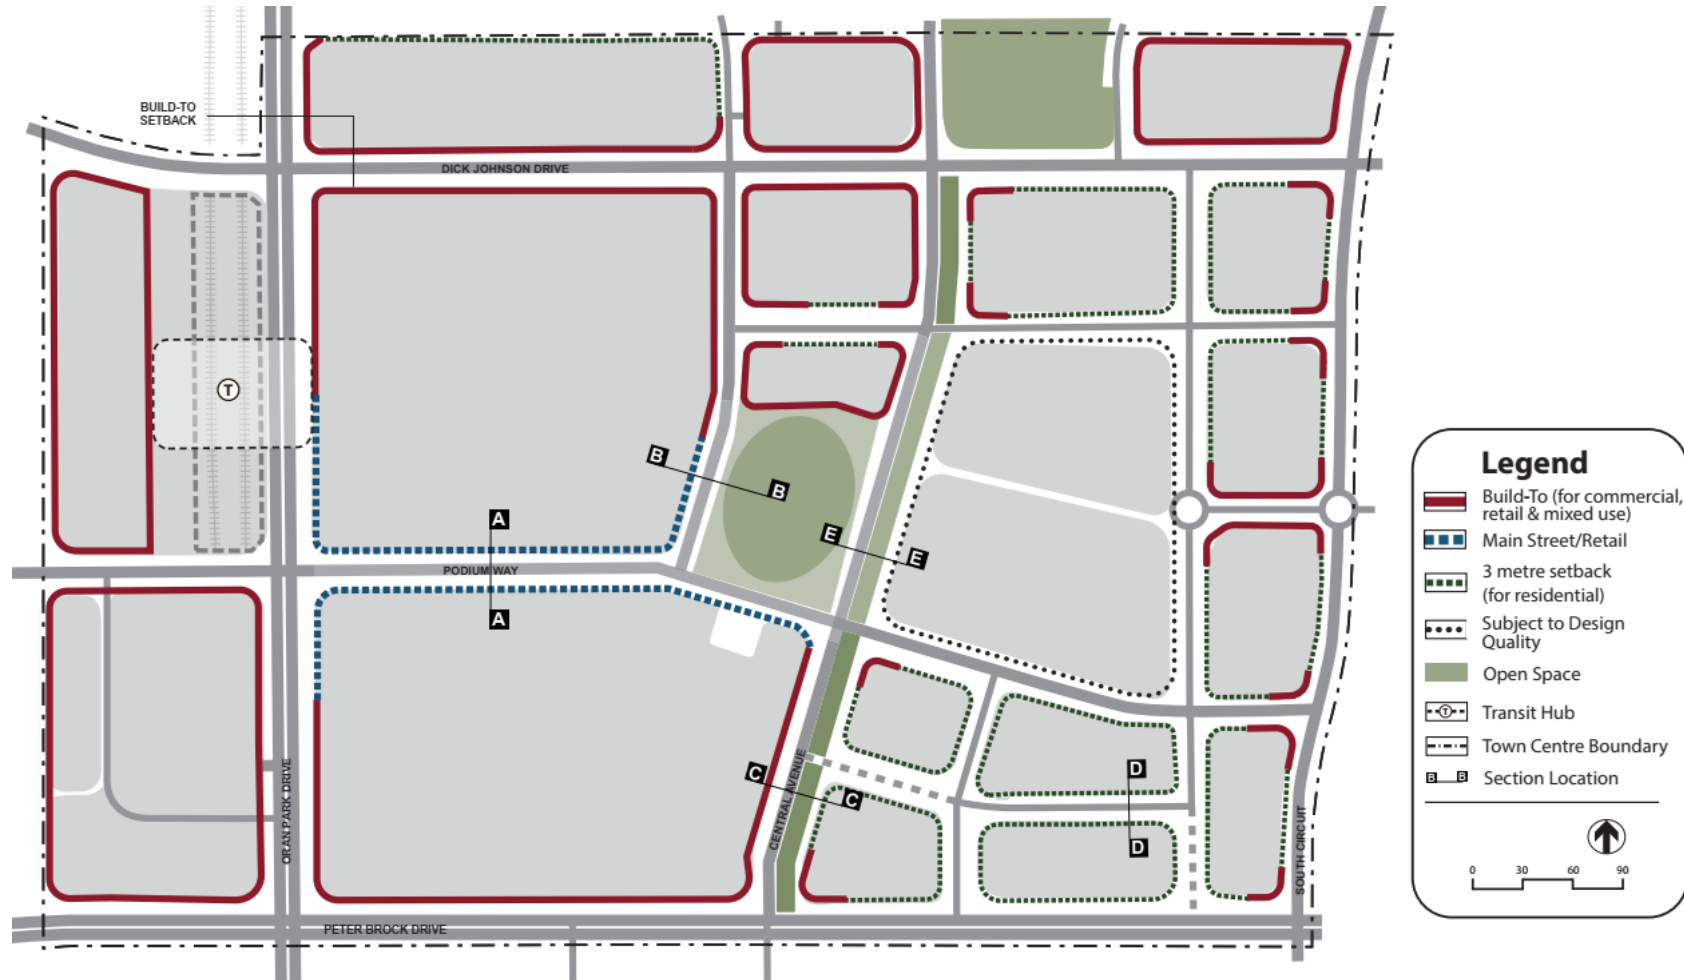 BUILD-TO
SETBACK
DICK JOHNSON DRIVE
T
B
B
A
E
E
PODIUM WAY
A
ORAN PARK DRIVE
CENTRAL AVENUE
C
C
D
D
SOUTH CIRCUIT
PETER BROCK DRIVE
Legend
Build-To (for commercial,
retail & mixed use)
Main Street/Retail
3 metre setback
(for residential)
Subject to Design
Quality
Open Space
T Transit Hub
Town Centre Boundary
B B Section Location
0 30 60 90